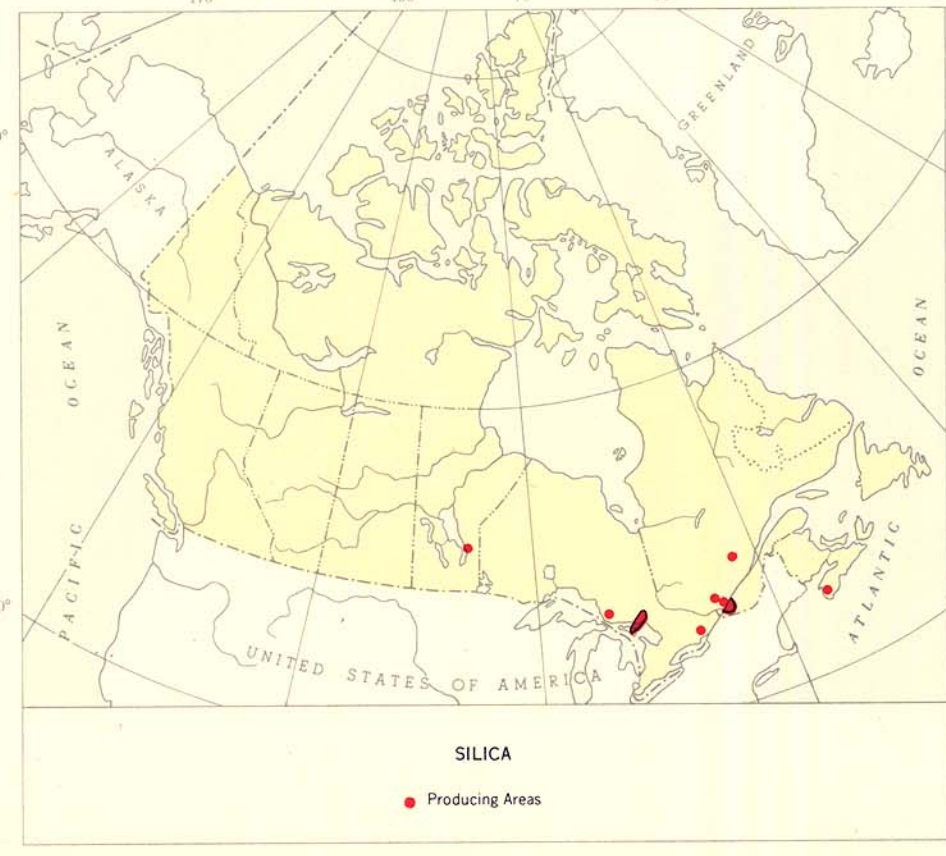 GREENLAND
ALASKA
OCEAN
OCEAN
PACIFIC
ATLANTIC
UNITED STATES OF AMERICA
SILICA
Producing Areas